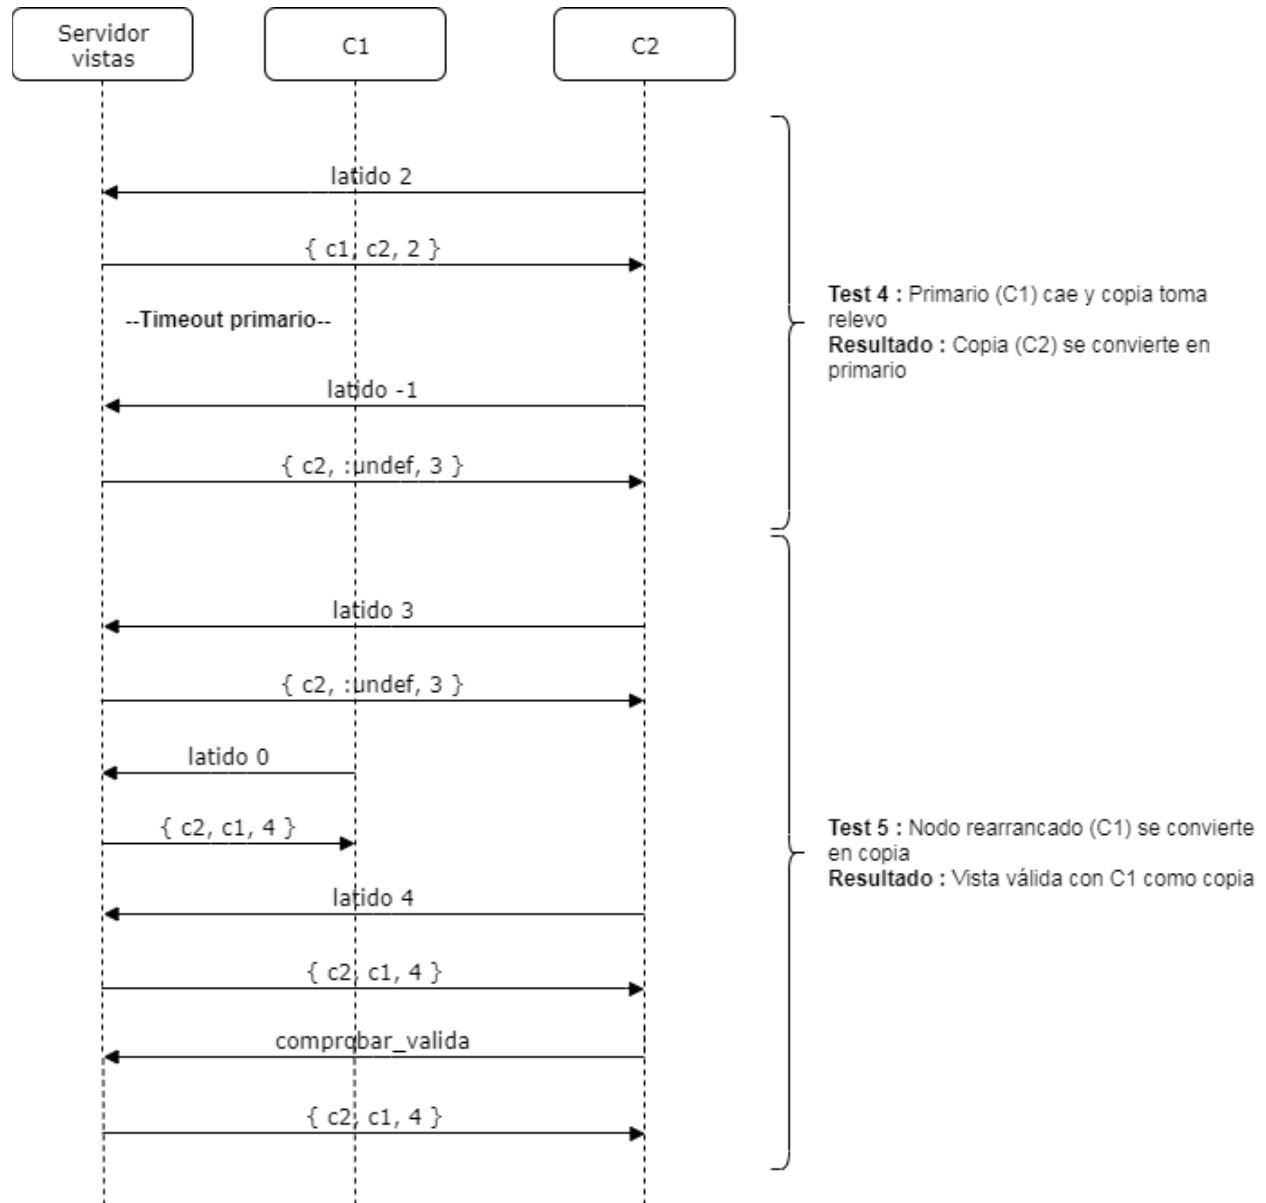 Servidor
vistas
C1
C2
latido 2
{ c1, c2, 2 }
--Timeout primario--
latido -1
{ c2, :undef, 3 }
Test 4 : Primario (C1) cae y copia toma
relevo
Resultado : Copia (C2) se convierte en
primario
latido 3
{ c2, :undef, 3 }
latido 0
{ c2, c1, 4 }
latido 4
{ c2, c1, 4 }
comprobar_valida
{ c2, c1, 4 }
Test 5 : Nodo rearrancado (C1) se convierte
en copia
Resultado : Vista válida con C1 como copia